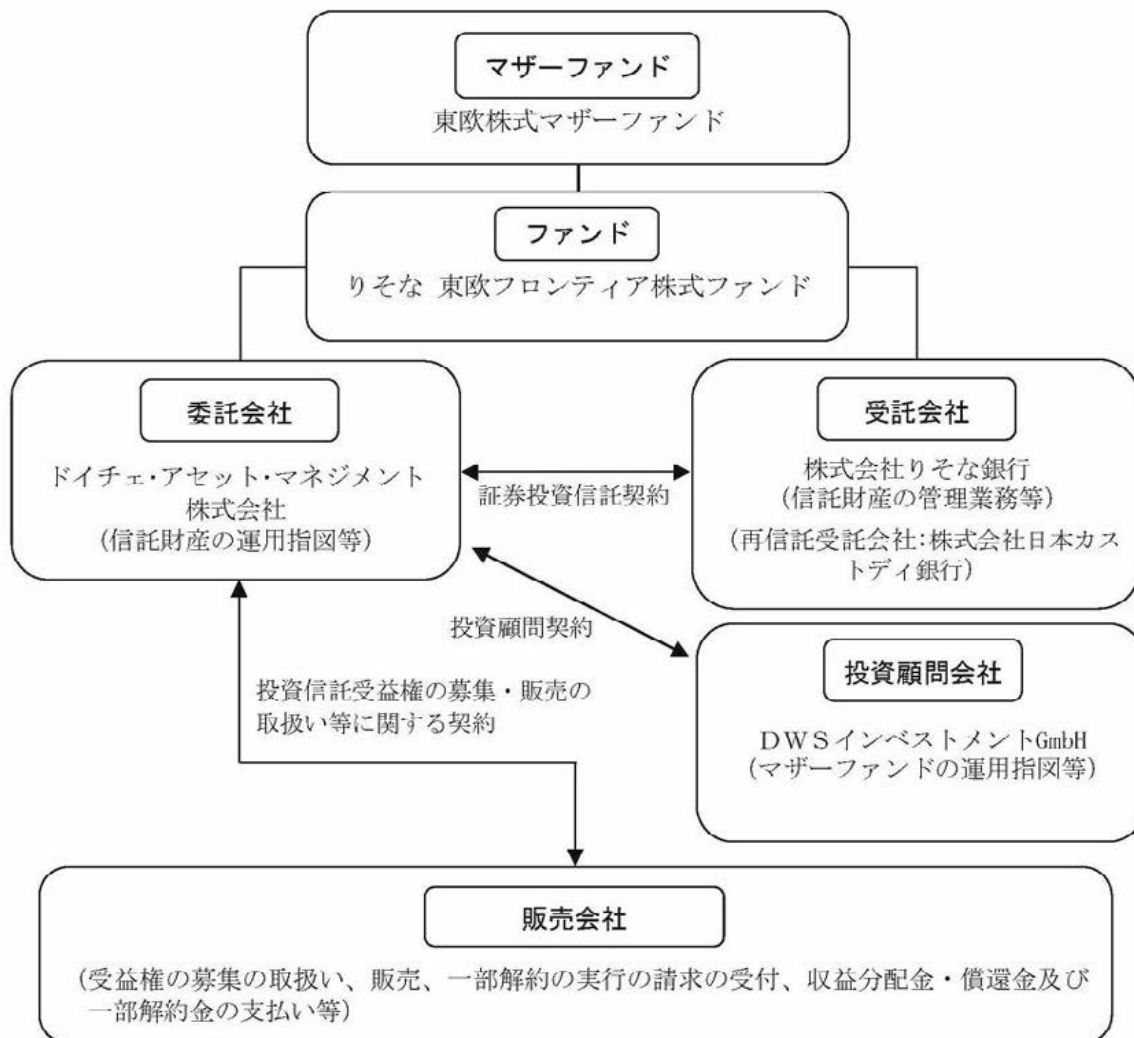 マザーファンド
東欧株式マザーファンド
ファンド
りそな 東欧フロンティア株式ファンド
委託会社
ドイチェ・アセット・マネジメント
株式会社
(信託財産の運用指図等)
証券投資信託契約
受託会社
株式会社りそな銀行
(信託財産の管理業務等)
(再信託受託会社:株式会社日本カス
トディ銀行)
投資顧問契約
投資顧問会社
DWSインベストメントGmbH
(マザーファンドの運用指図等)
投資信託受益権の募集・販売の
取扱い等に関する契約
販売会社
(受益権の募集の取扱い、販売、一部解約の実行の請求の受付、収益分配金・償還金及び
一部解約金の支払い等)